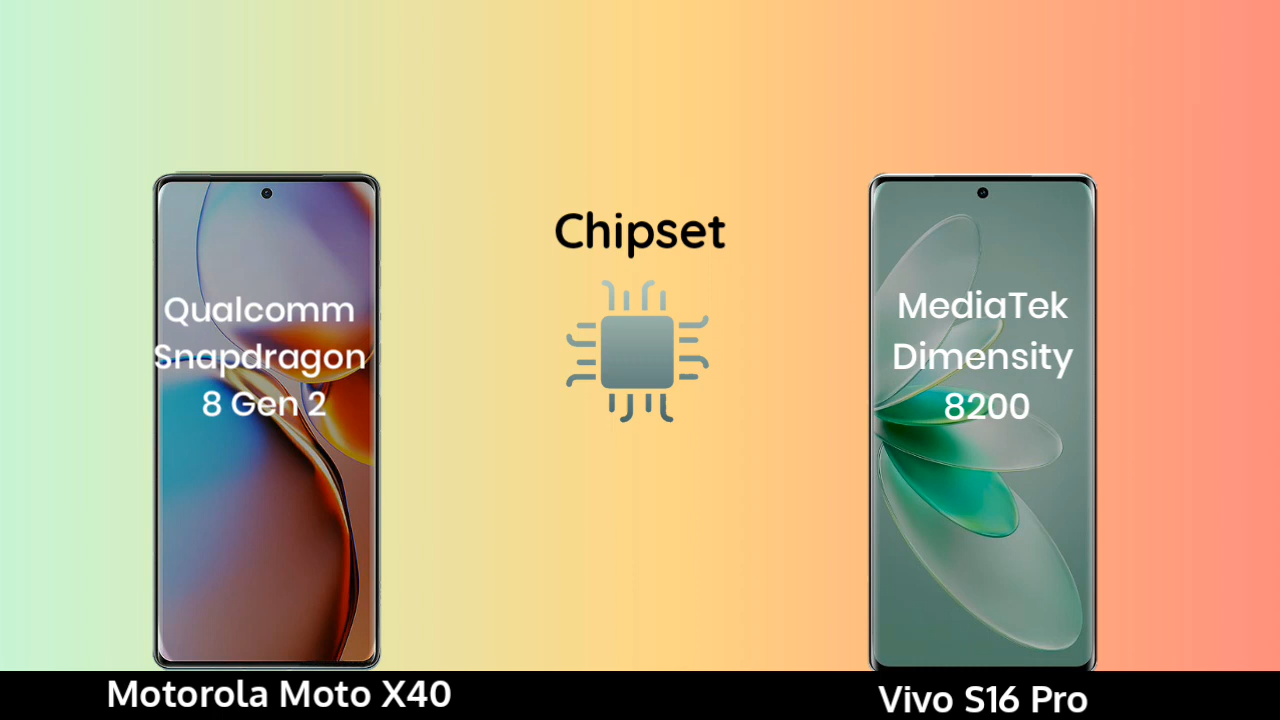 Chipset
Qualcomm
Snapdragon
8 Gen 2
MediaTek
Dimensity
8200
Motorola Moto X40
Vivo S16 Pro